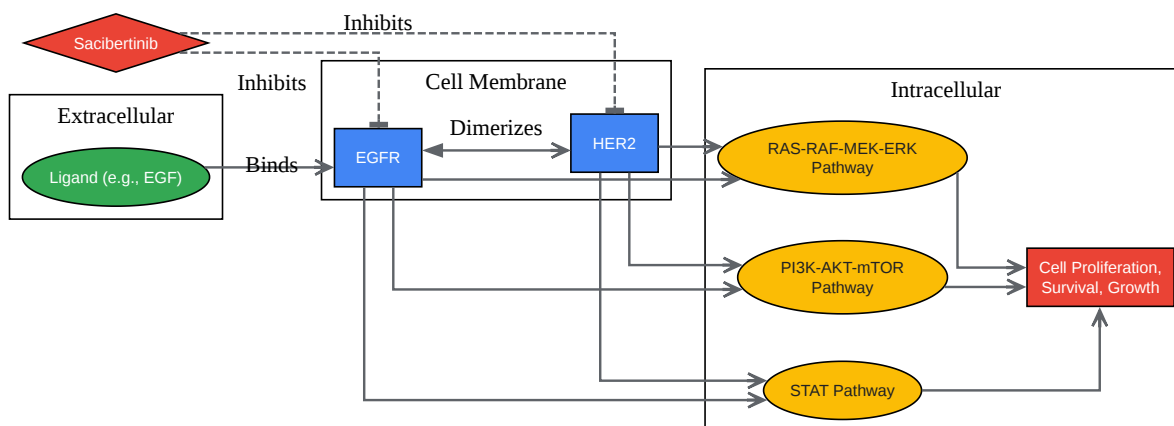 Inhibits
Sacibertinib
Inhibits
Cell Membrane
Intracellular
Extracellular
Dimerizes
EGFR
HER2
RAS-RAF-MEK-ERK
Pathway
Ligand (e.g., EGF)
Binds
PI3K-AKT-mTOR
Pathway
Cell Proliferation,
Survival, Growth
STAT Pathway